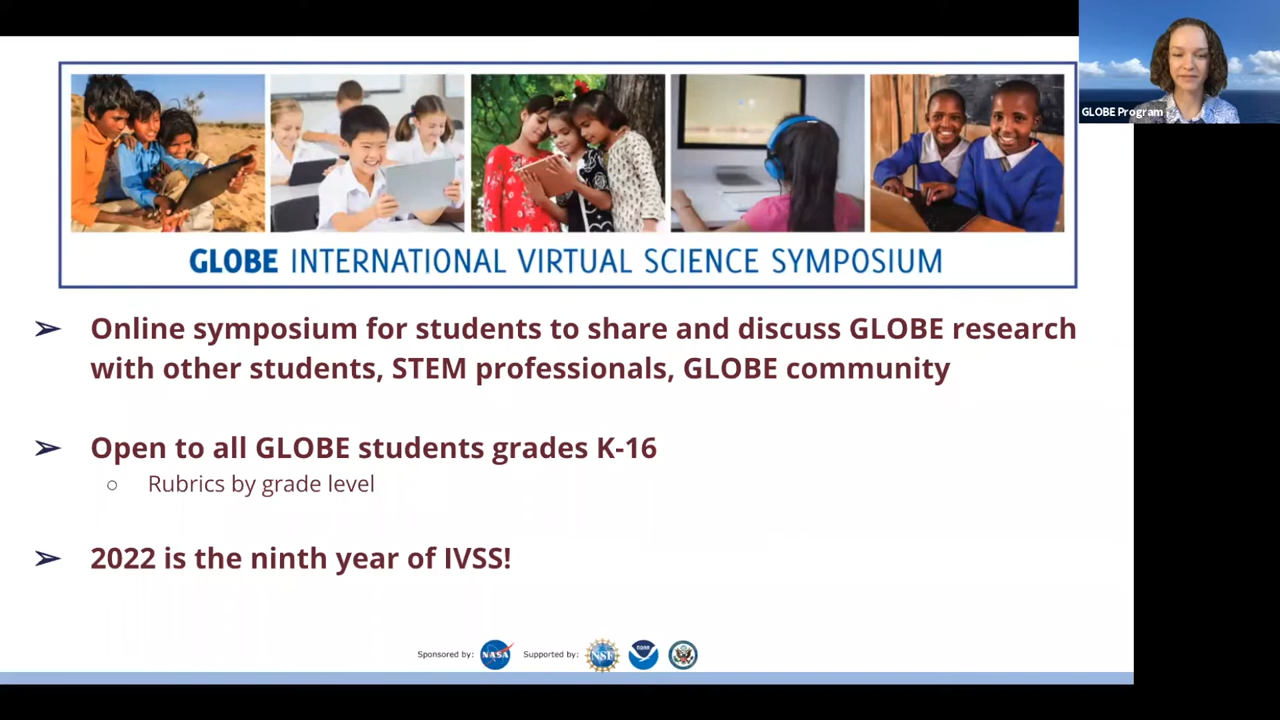 GLOBE Program
GLOBE INTERNATIONAL VIRTUAL SCIENCE SYMPOSIUM
➢ Online symposium for students to share and discuss GLOBE research
with other students, STEM professionals, GLOBE community
➢ Open to all GLOBE students grades K-16
○ Rubrics by grade level
➢ 2022 is the ninth year of IVSS!
Sponsored by: NASA Supported by: NSF NOAA